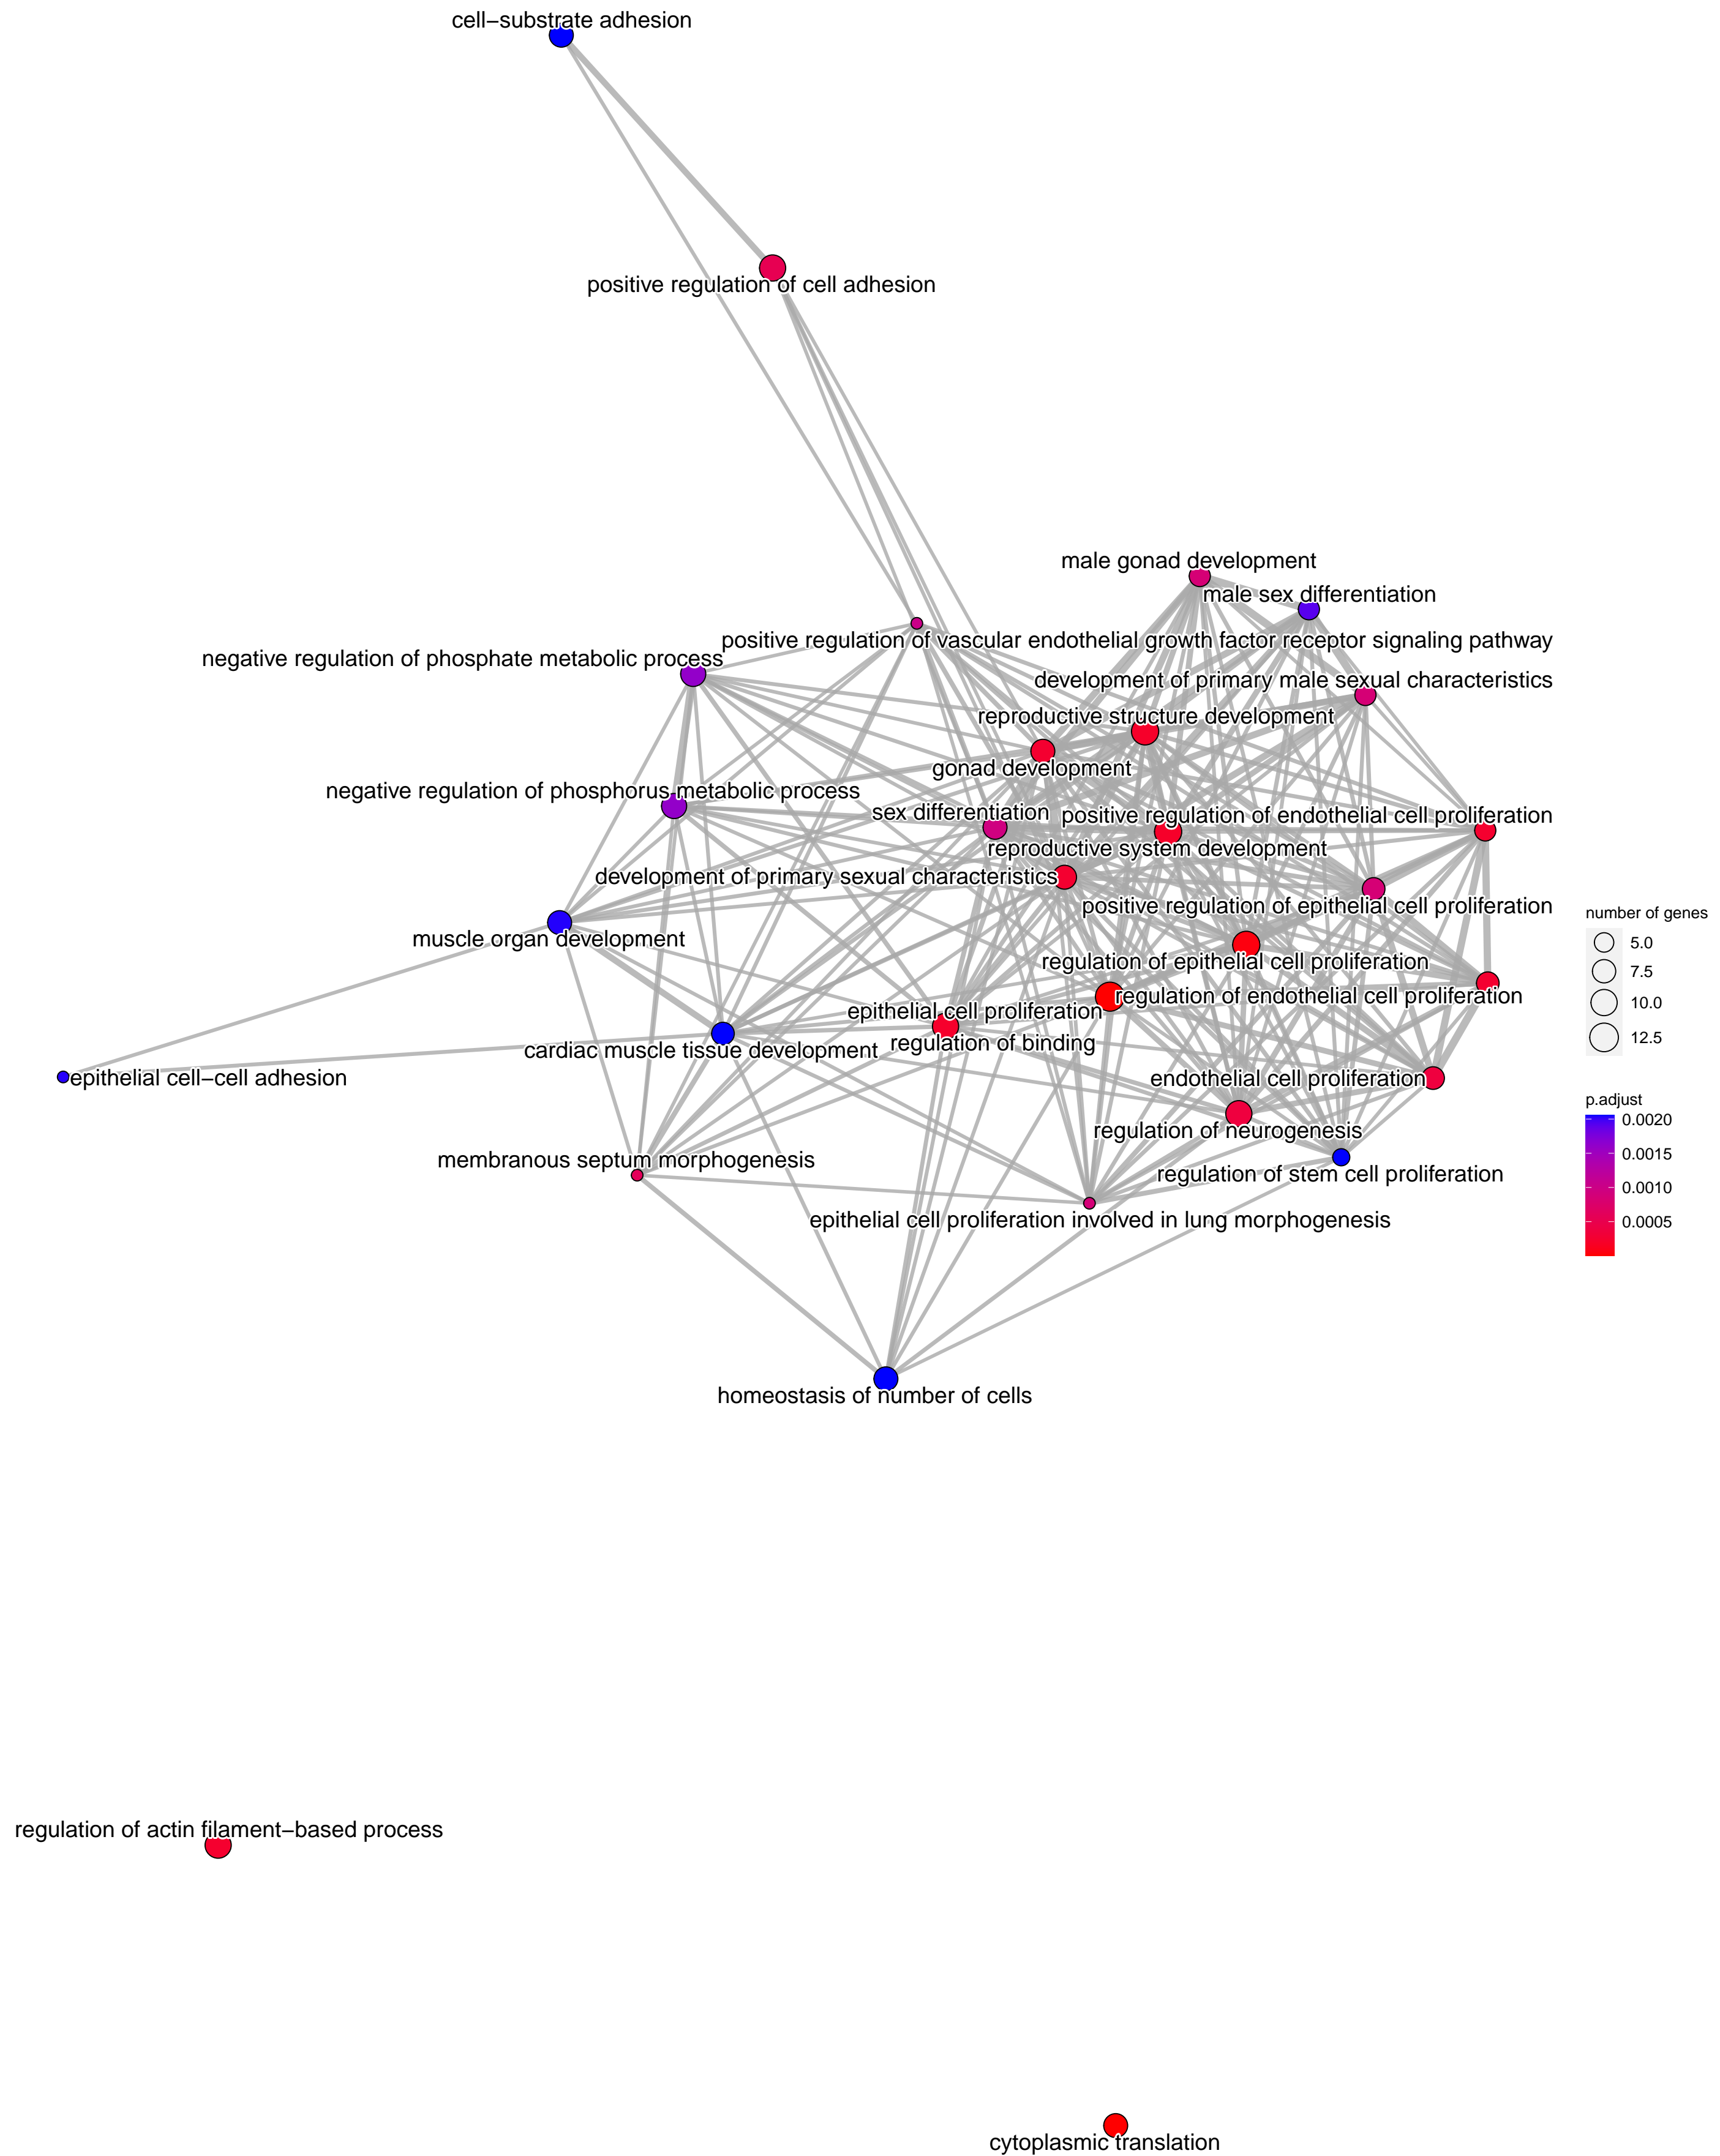 cell−substrate adhesion
positive regulation of cell adhesion
male gonad development
male sex differentiation
positive regulation of vascular endothelial growth factor receptor signaling pathway
negative regulation of phosphate metabolic process
development of primary male sexual characteristics
reproductive structure development
gonad development
negative regulation of phosphorus metabolic process
sex differentiation
positive regulation of endothelial cell proliferation
reproductive system development
development of primary sexual characteristics
positive regulation of epithelial cell proliferation
muscle organ development
regulation of epithelial cell proliferation
regulation of endothelial cell proliferation
epithelial cell proliferation
regulation of binding
cardiac muscle tissue development
epithelial cell−cell adhesion
endothelial cell proliferation
regulation of neurogenesis
membranous septum morphogenesis
regulation of stem cell proliferation
epithelial cell proliferation involved in lung morphogenesis
homeostasis of number of cells
regulation of actin filament−based process
cytoplasmic translation
number of genes
5.0
7.5
10.0
12.5
p.adjust
0.0020
0.0015
0.0010
0.0005